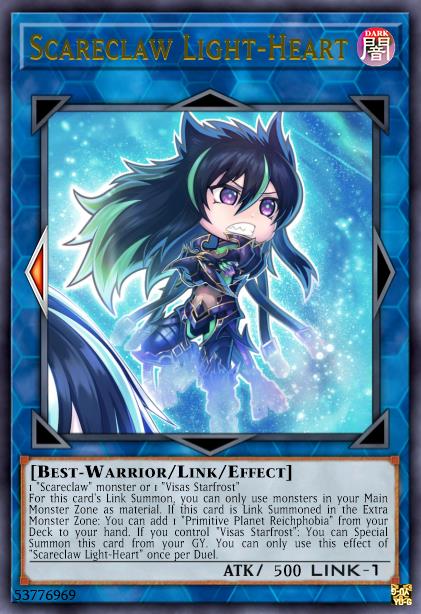 SCARECLAW LIGHT-HEART
DARK
闇
[BEST-WARRIOR/LINK/EFFECT]
1 "Scareclaw" monster or 1 "Visas Starfrost"
For this card's Link Summon, you can only use monsters in your Main
Monster Zone as material. If this card is Link Summoned in the Extra
Monster Zone: You can add 1 "Primitive Planet Reichphobia" from your
Deck to your hand. If you control "Visas Starfrost": You can Special
Summon this card from your GY. You can only use this effect of
"Scareclaw Light-Heart" once per Duel.
ATK/ 500 LINK-1
53776969